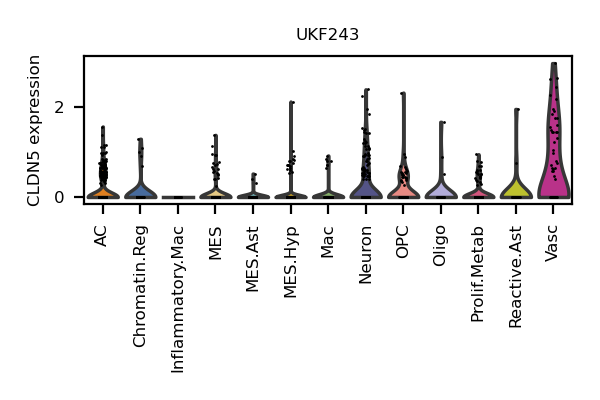 UKF243
CLDN5 expression
2
0
AC
Chromatin.Reg
Inflammatory.Mac
MES
MES.Ast
MES.Hyp
Mac
Neuron
OPC
Oligo
Prolif.Metab
Reactive.Ast
Vasc